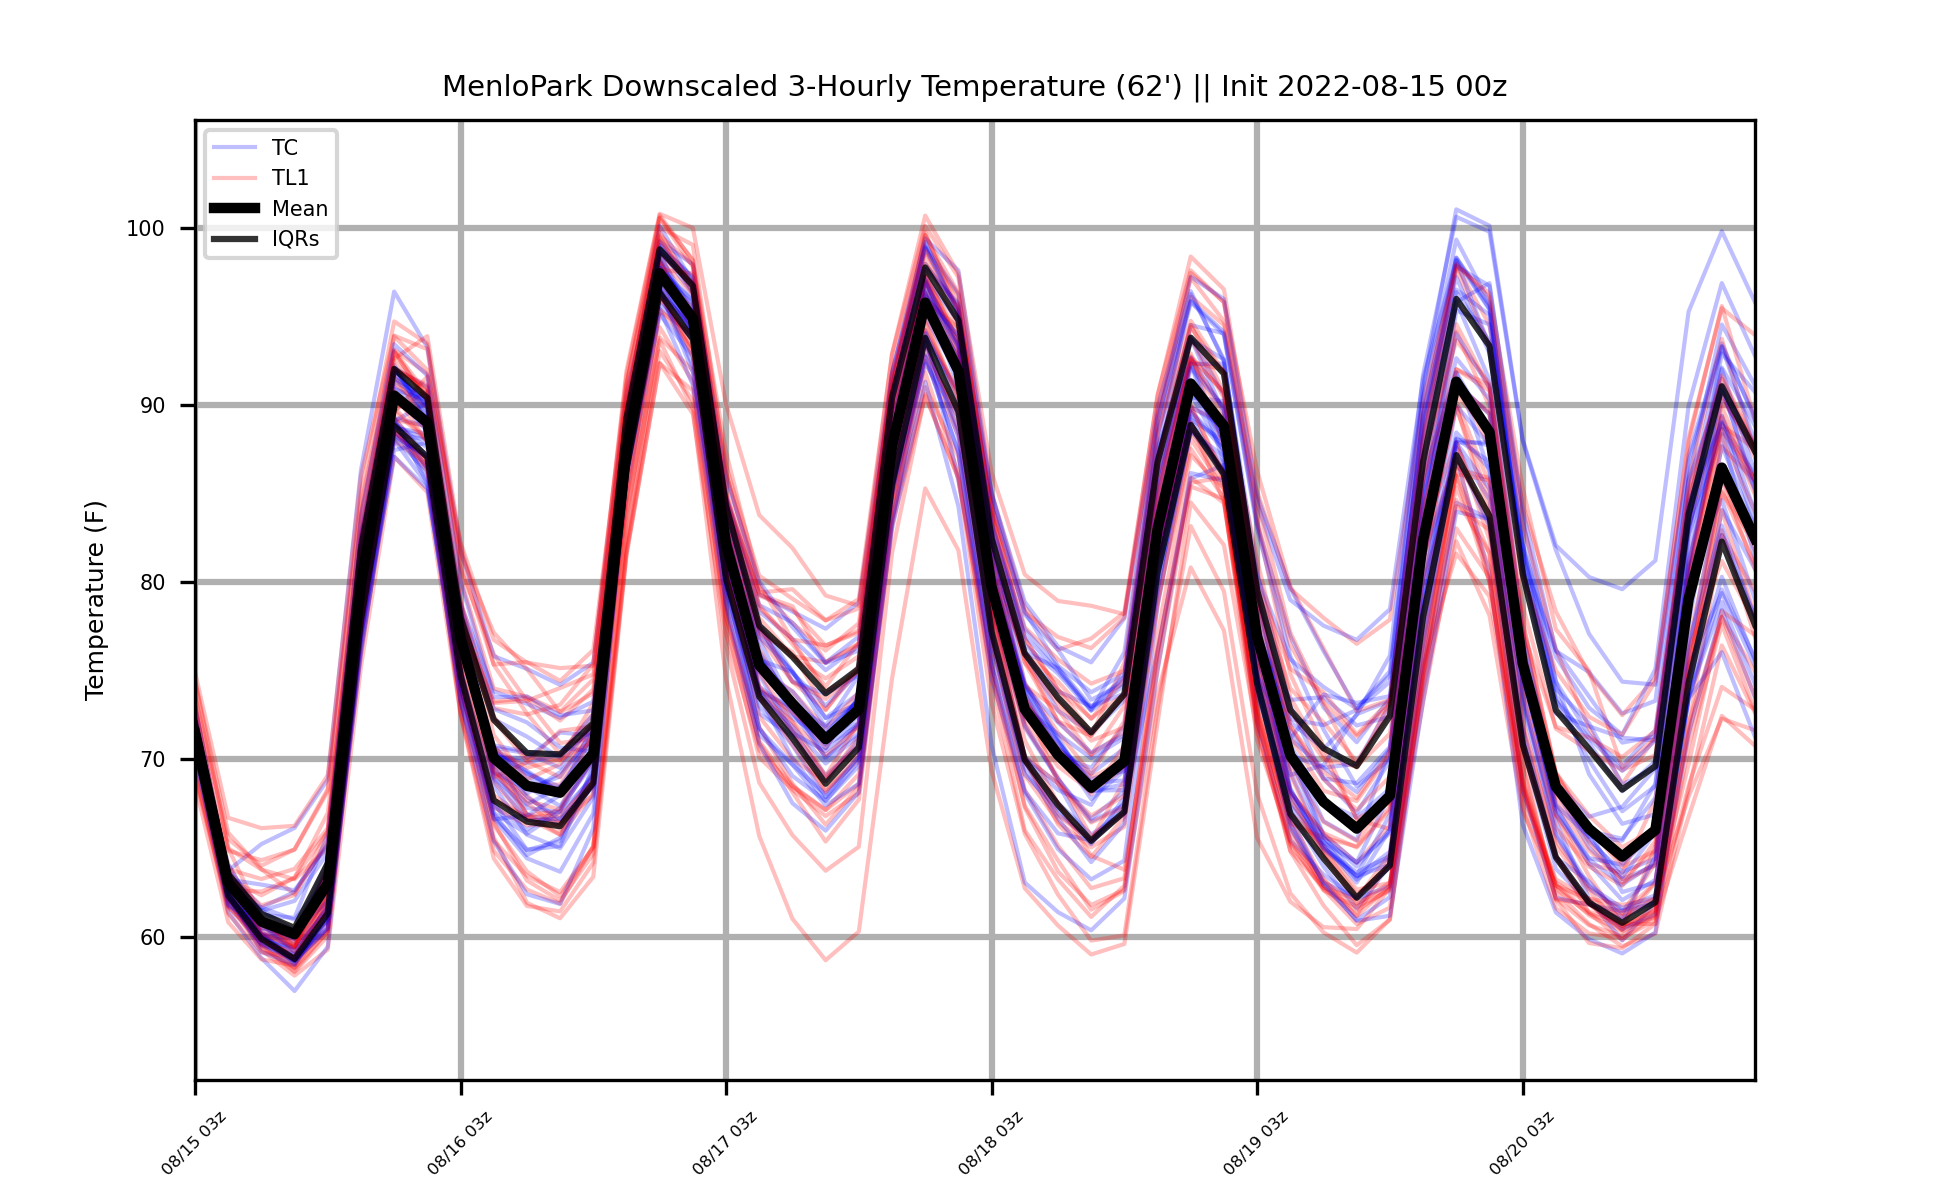 MenloPark Downscaled 3-Hourly Temperature (62') || Init 2022-08-15 00z
TC
TL1
Mean
IQRs
Temperature (F)
100
90
80
70
60
08/15 03z
08/16 03z
08/17 03z
08/18 03z
08/19 03z
08/20 03z